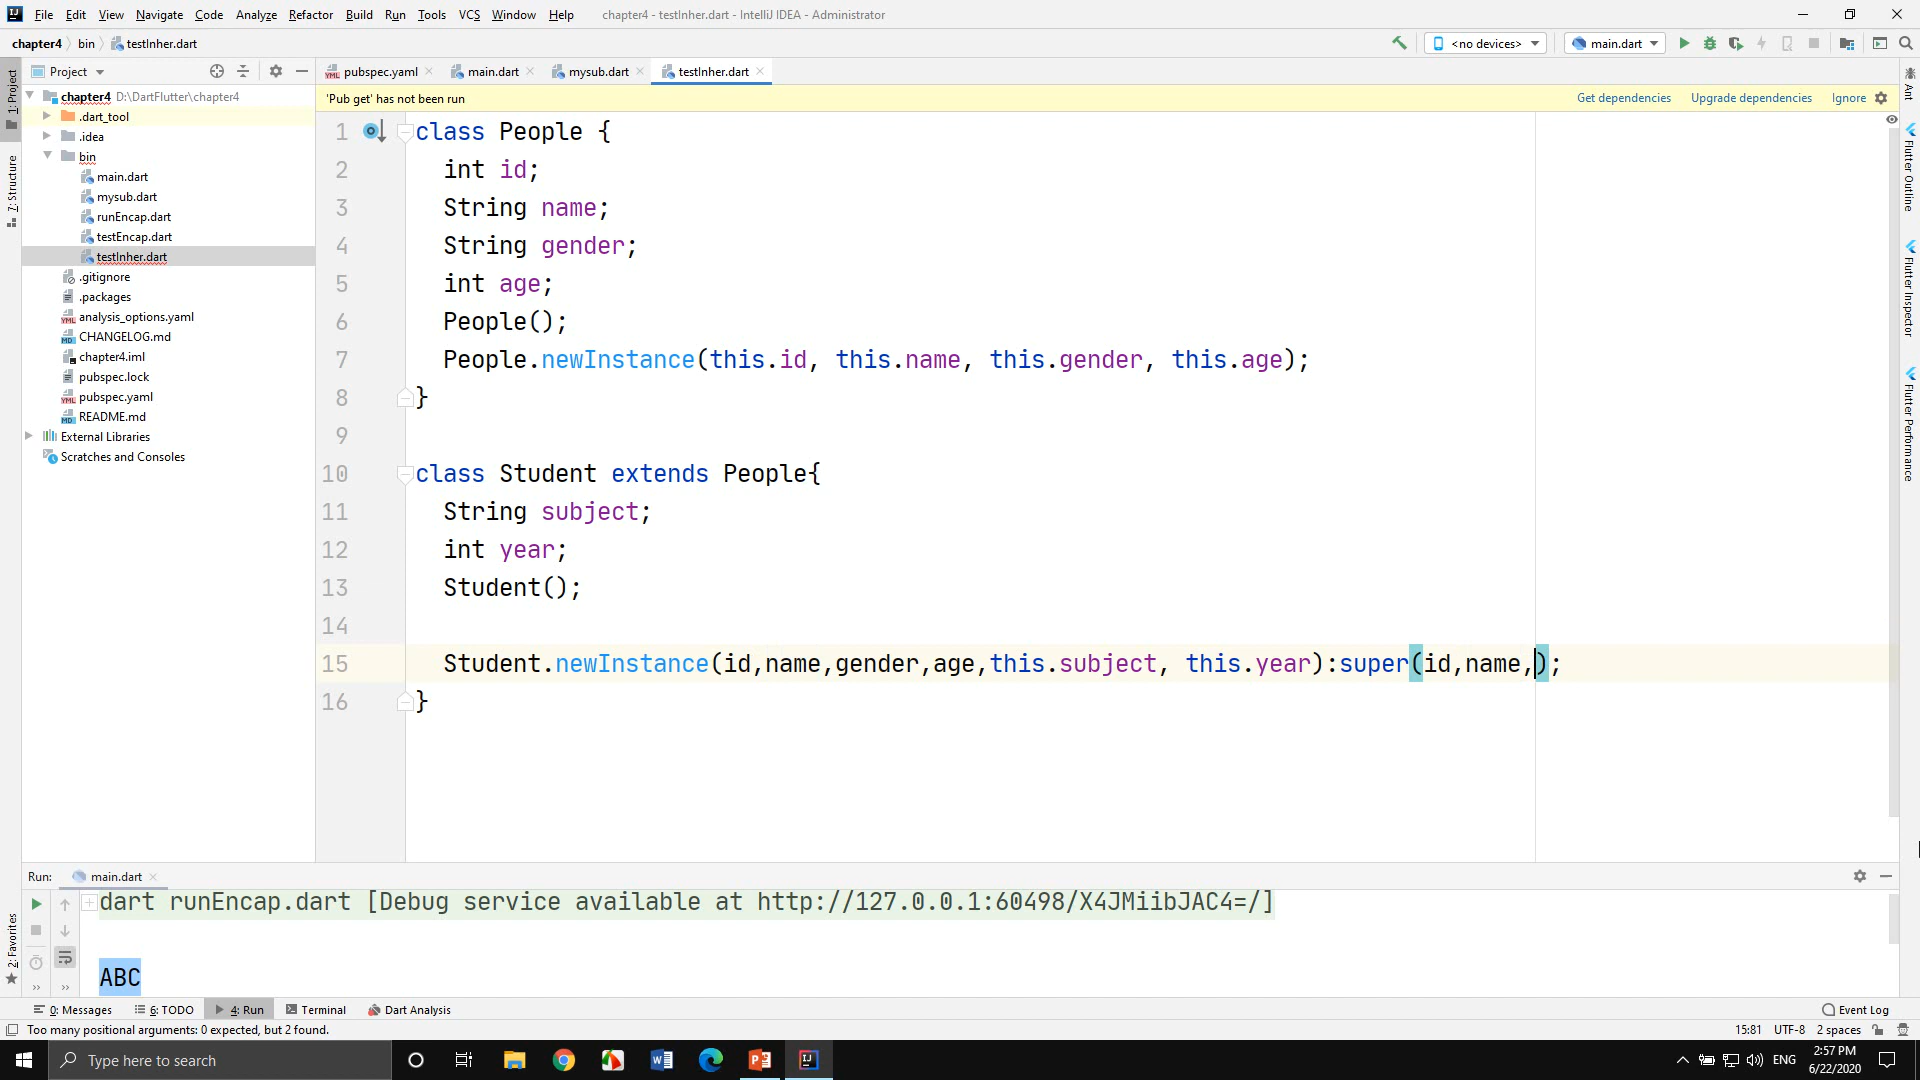 File Edit View Navigate Code Analyze Refactor Build Run Tools VCS Window Help chapter4 - testInher.dart - IntelliJ IDEA - Administrator
chapter4 bin testInher.dart <no devices> main.dart
1: Project
7: Structure
2: Favorites
Project
chapter4 D:\DartFlutter\chapter4
.dart_tool
.idea
bin
main.dart
mysub.dart
runEncap.dart
testEncap.dart
testInher.dart
.gitignore
.packages
analysis_options.yaml
CHANGELOG.md
chapter4.iml
pubspec.lock
pubspec.yaml
README.md
External Libraries
Scratches and Consoles
pubspec.yaml main.dart mysub.dart testInher.dart
'Pub get' has not been run Get dependencies Upgrade dependencies Ignore
1 class People {
2 int id;
3 String name;
4 String gender;
5 int age;
6 People();
7 People.newInstance(this.id, this.name, this.gender, this.age);
8 }
9
10 class Student extends People{
11 String subject;
12 int year;
13 Student();
14
15 Student.newInstance(id,name,gender,age,this.subject, this.year):super(id,name,);
16 }
Ant
Flutter Outline
Flutter Inspector
Flutter Performance
Run: main.dart
dart runEncap.dart [Debug service available at http://127.0.0.1:60498/X4JMiibJAC4=/]
ABC
0: Messages 6: TODO 4: Run Terminal Dart Analysis Event Log
Too many positional arguments: 0 expected, but 2 found. 15:81 UTF-8 2 spaces
Type here to search ENG 2:57 PM
6/22/2020